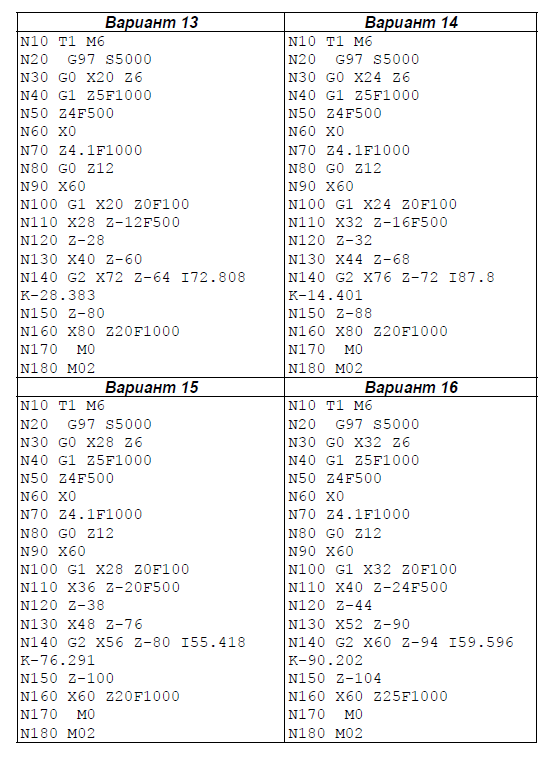 Вариант 13
N10 T1 M6
N20  G97 S5000
N30 G0 X20 Z6
N40 G1 Z5F1000
N50 Z4F500
N60 X0
N70 Z4.1F1000
N80 G0 Z12
N90 X60
N100 G1 X20 Z0F100
N110 X28 Z-12F500
N120 Z-28
N130 X40 Z-60
N140 G2 X72 Z-64 I72.808
K-28.383
N150 Z-80
N160 X80 Z20F1000
N170  M0
N180 M02
Вариант 14
N10 T1 M6
N20  G97 S5000
N30 G0 X24 Z6
N40 G1 Z5F1000
N50 Z4F500
N60 X0
N70 Z4.1F1000
N80 G0 Z12
N90 X60
N100 G1 X24 Z0F100
N110 X32 Z-16F500
N120 Z-32
N130 X44 Z-68
N140 G2 X76 Z-72 I87.8
K-14.401
N150 Z-88
N160 X80 Z20F1000
N170  M0
N180 M02
Вариант 15
N10 T1 M6
N20  G97 S5000
N30 G0 X28 Z6
N40 G1 Z5F1000
N50 Z4F500
N60 X0
N70 Z4.1F1000
N80 G0 Z12
N90 X60
N100 G1 X28 Z0F100
N110 X36 Z-20F500
N120 Z-38
N130 X48 Z-76
N140 G2 X56 Z-80 I55.418
K-76.291
N150 Z-100
N160 X60 Z20F1000
N170  M0
N180 M02
Вариант 16
N10 T1 M6
N20  G97 S5000
N30 G0 X32 Z6
N40 G1 Z5F1000
N50 Z4F500
N60 X0
N70 Z4.1F1000
N80 G0 Z12
N90 X60
N100 G1 X32 Z0F100
N110 X40 Z-24F500
N120 Z-44
N130 X52 Z-90
N140 G2 X60 Z-94 I59.596
K-90.202
N150 Z-104
N160 X60 Z25F1000
N170  M0
N180 M02